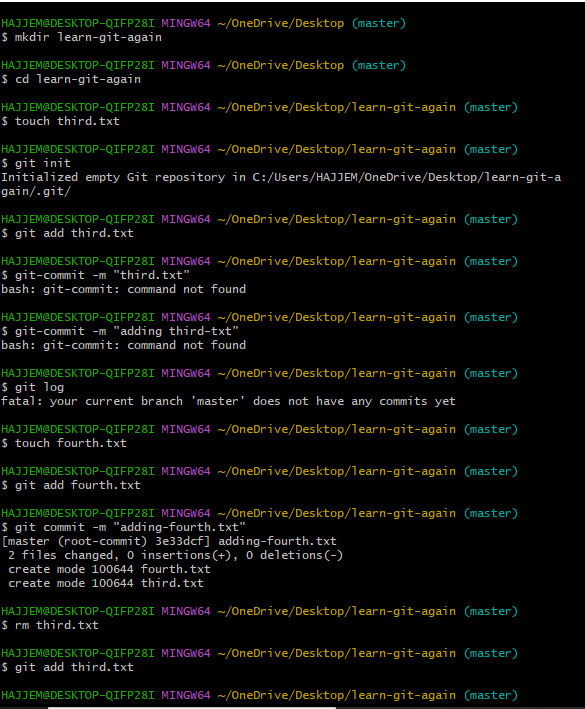 HAJJEM@DESKTOP-QIFP28I MINGW64 ~/OneDrive/Desktop (master)
$ mkdir learn-git-again
HAJJEM@DESKTOP-QIFP28I MINGW64 ~/OneDrive/Desktop (master)
$ cd learn-git-again
HAJJEM@DESKTOP-QIFP28I MINGW64 ~/OneDrive/Desktop/learn-git-again (master)
$ touch third.txt
HAJJEM@DESKTOP-QIFP28I MINGW64 ~/OneDrive/Desktop/learn-git-again (master)
$ git init
Initialized empty Git repository in C:/Users/HAJJEM/OneDrive/Desktop/learn-git-a
gain/.git/
HAJJEM@DESKTOP-QIFP28I MINGW64 ~/OneDrive/Desktop/learn-git-again (master)
$ git add third.txt
HAJJEM@DESKTOP-QIFP28I MINGW64 ~/OneDrive/Desktop/learn-git-again (master)
$ git-commit -m "third.txt"
bash: git-commit: command not found
HAJJEM@DESKTOP-QIFP28I MINGW64 ~/OneDrive/Desktop/learn-git-again (master)
$ git-commit -m "adding third-txt"
bash: git-commit: command not found
HAJJEM@DESKTOP-QIFP28I MINGW64 ~/OneDrive/Desktop/learn-git-again (master)
$ git log
fatal: your current branch 'master' does not have any commits yet
HAJJEM@DESKTOP-QIFP28I MINGW64 ~/OneDrive/Desktop/learn-git-again (master)
$ touch fourth.txt
HAJJEM@DESKTOP-QIFP28I MINGW64 ~/OneDrive/Desktop/learn-git-again (master)
$ git add fourth.txt
HAJJEM@DESKTOP-QIFP28I MINGW64 ~/OneDrive/Desktop/learn-git-again (master)
$ git commit -m "adding-fourth.txt"
[master (root-commit) 3e33dcf] adding-fourth.txt
 2 files changed, 0 insertions(+), 0 deletions(-)
 create mode 100644 fourth.txt
 create mode 100644 third.txt
HAJJEM@DESKTOP-QIFP28I MINGW64 ~/OneDrive/Desktop/learn-git-again (master)
$ rm third.txt
HAJJEM@DESKTOP-QIFP28I MINGW64 ~/OneDrive/Desktop/learn-git-again (master)
$ git add third.txt
HAJJEM@DESKTOP-QIFP28I MINGW64 ~/OneDrive/Desktop/learn-git-again (master)